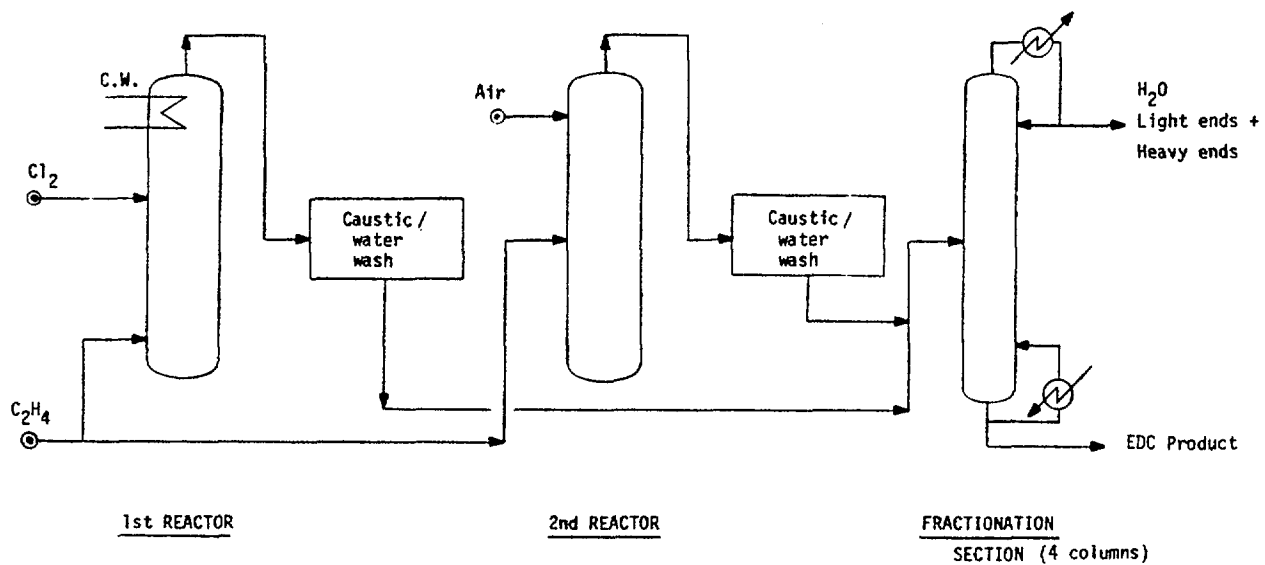 C.W.
Cl2
C2H4
Caustic/
water
wash
Air
Caustic/
water
wash
H2O
Light ends +
Heavy ends
EDC Product
1st REACTOR
2nd REACTOR
FRACTIONATION
SECTION (4 columns)